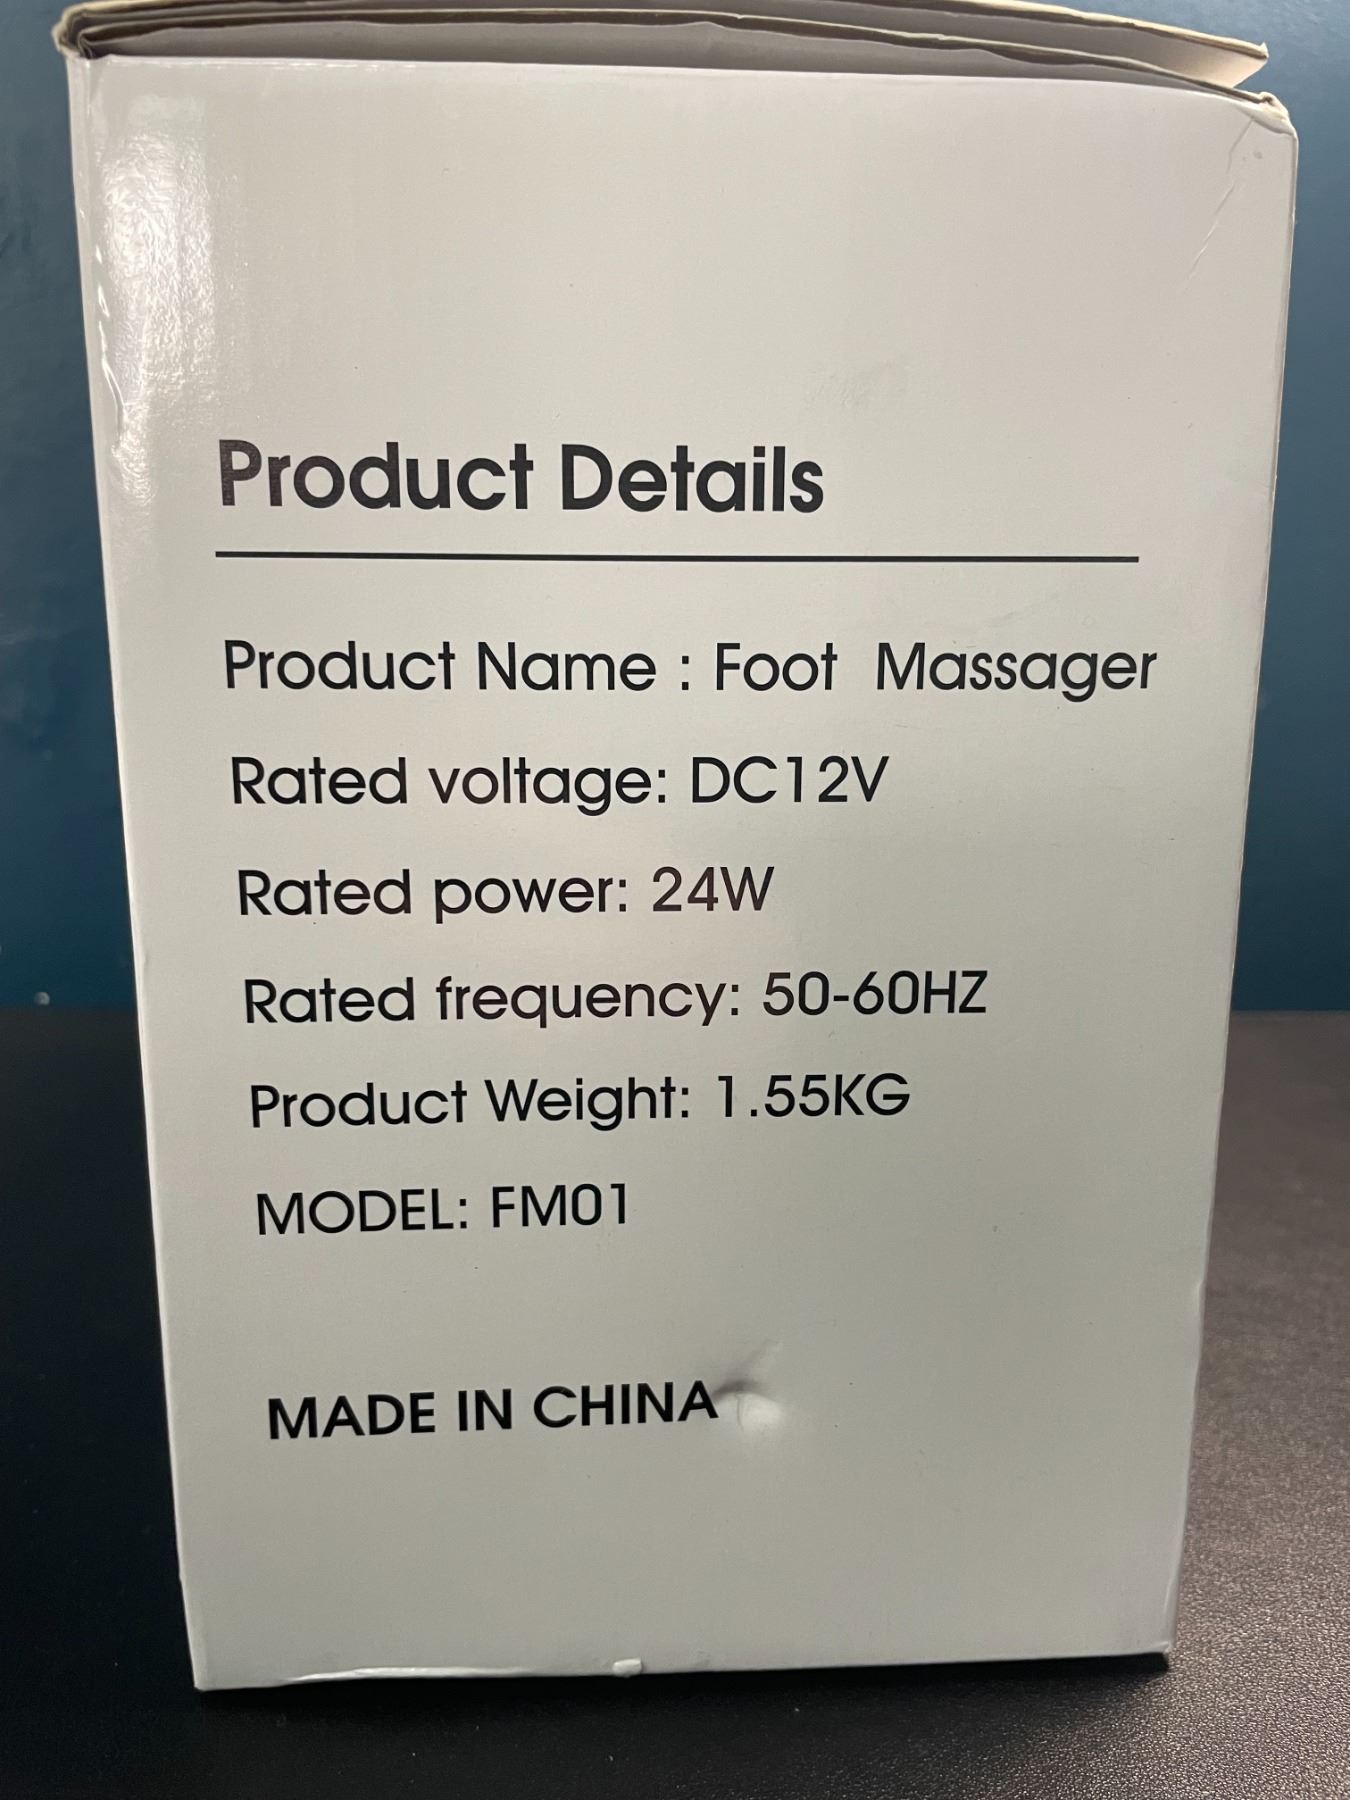 Product Details
Product Name : Foot Massager
Rated voltage: DC12V
Rated power: 24W
Rated frequency: 50-60HZ
Product Weight: 1.55KG
MODEL: FM01
MADE IN CHINA